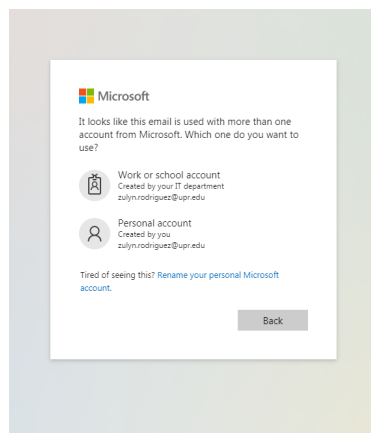 Microsoft
It looks like this email is used with more than one
account from Microsoft. Which one do you want to
use?
Work or school account
Created by your IT department
zulyn.rodriguez@upr.edu
Personal account
Created by you
zulyn.rodriguez@upr.edu
Tired of seeing this? Rename your personal Microsoft
account.
Back